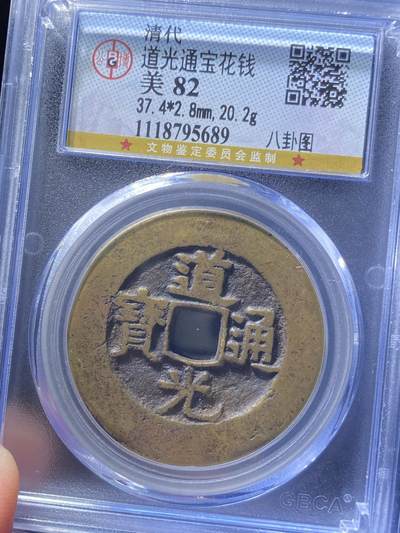 清代
道光通宝花钱
美 82
37.4*2.8mm,20.2g
1118795689 八卦图
★ 文物鉴定委员会监制 ★
道
寶 通
光
GBCA®